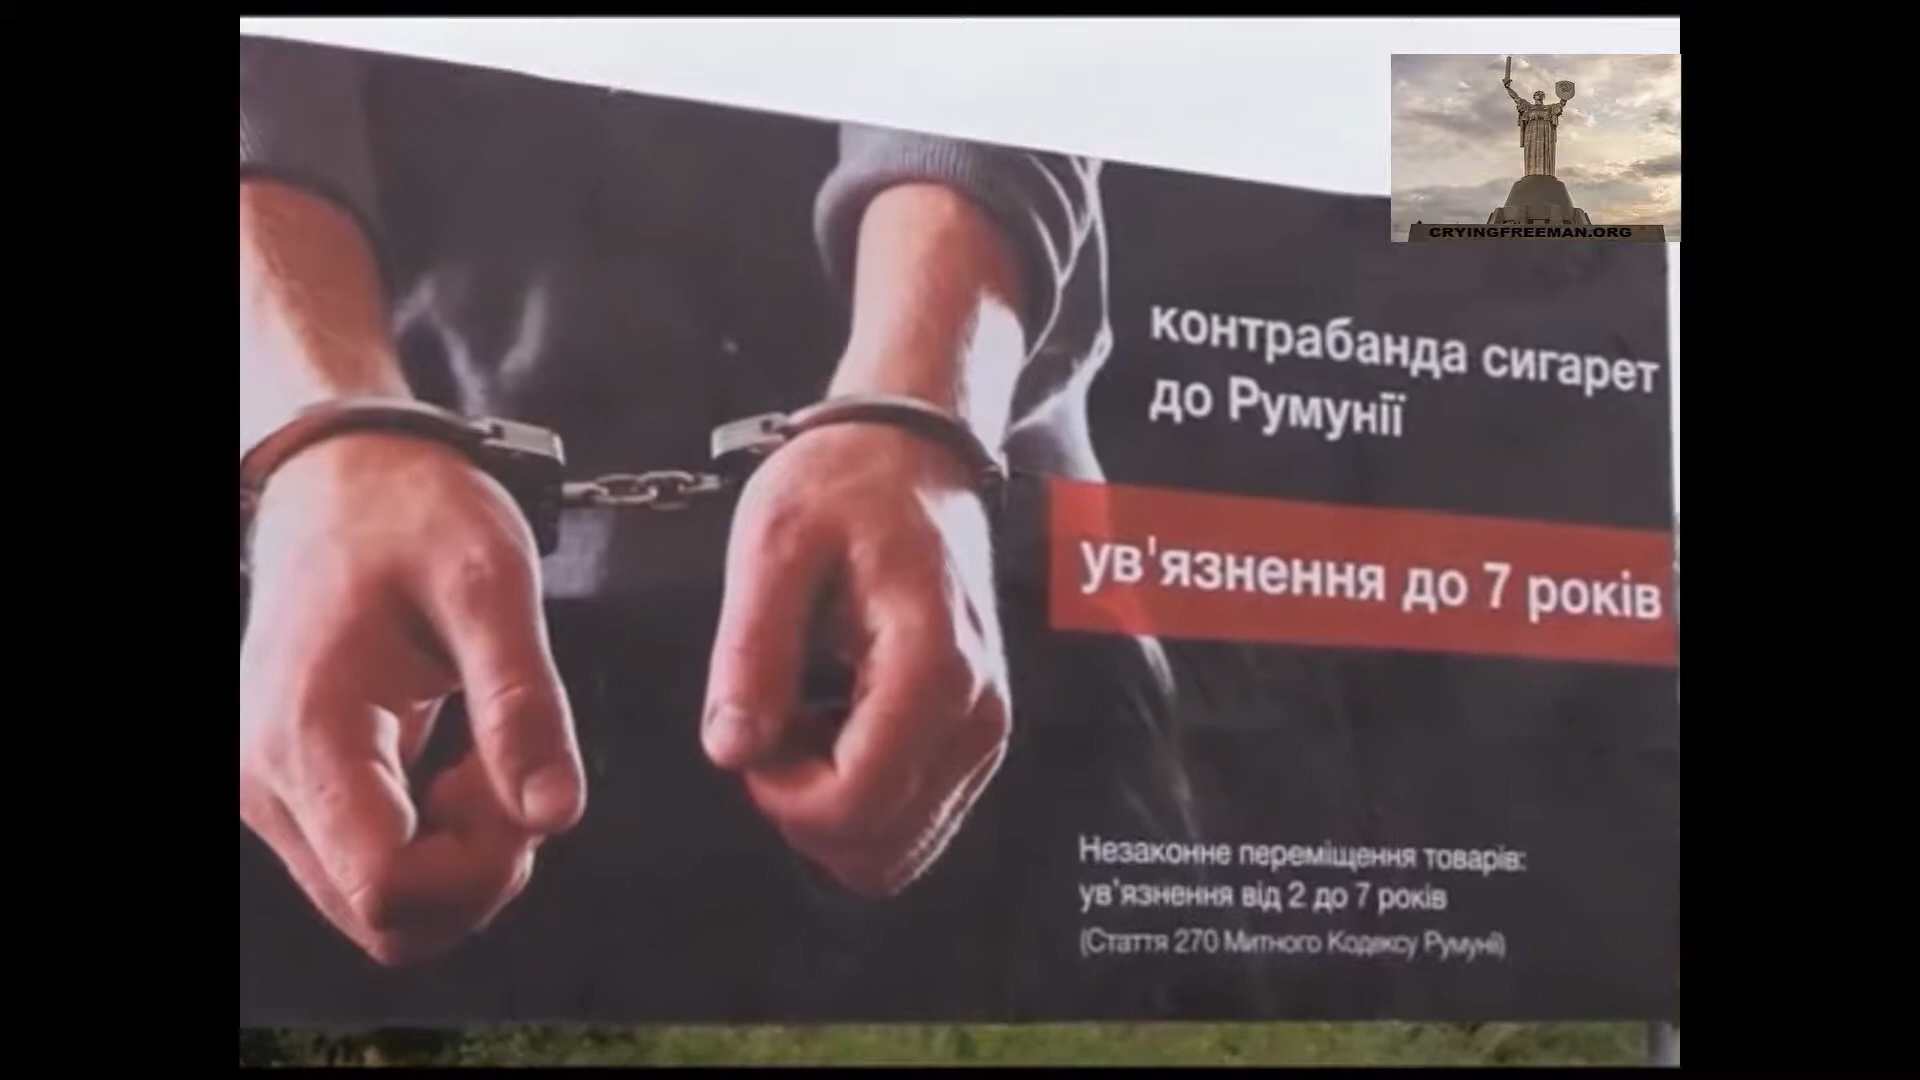 CRYINGFREEMAN.ORG
контрабанда сигарет
до Румунії
ув'язнення до 7 років
Незаконне переміщення товарів:
ув'язнення від 2 до 7 років
(Стаття 270 Митного Кодексу Румунії)